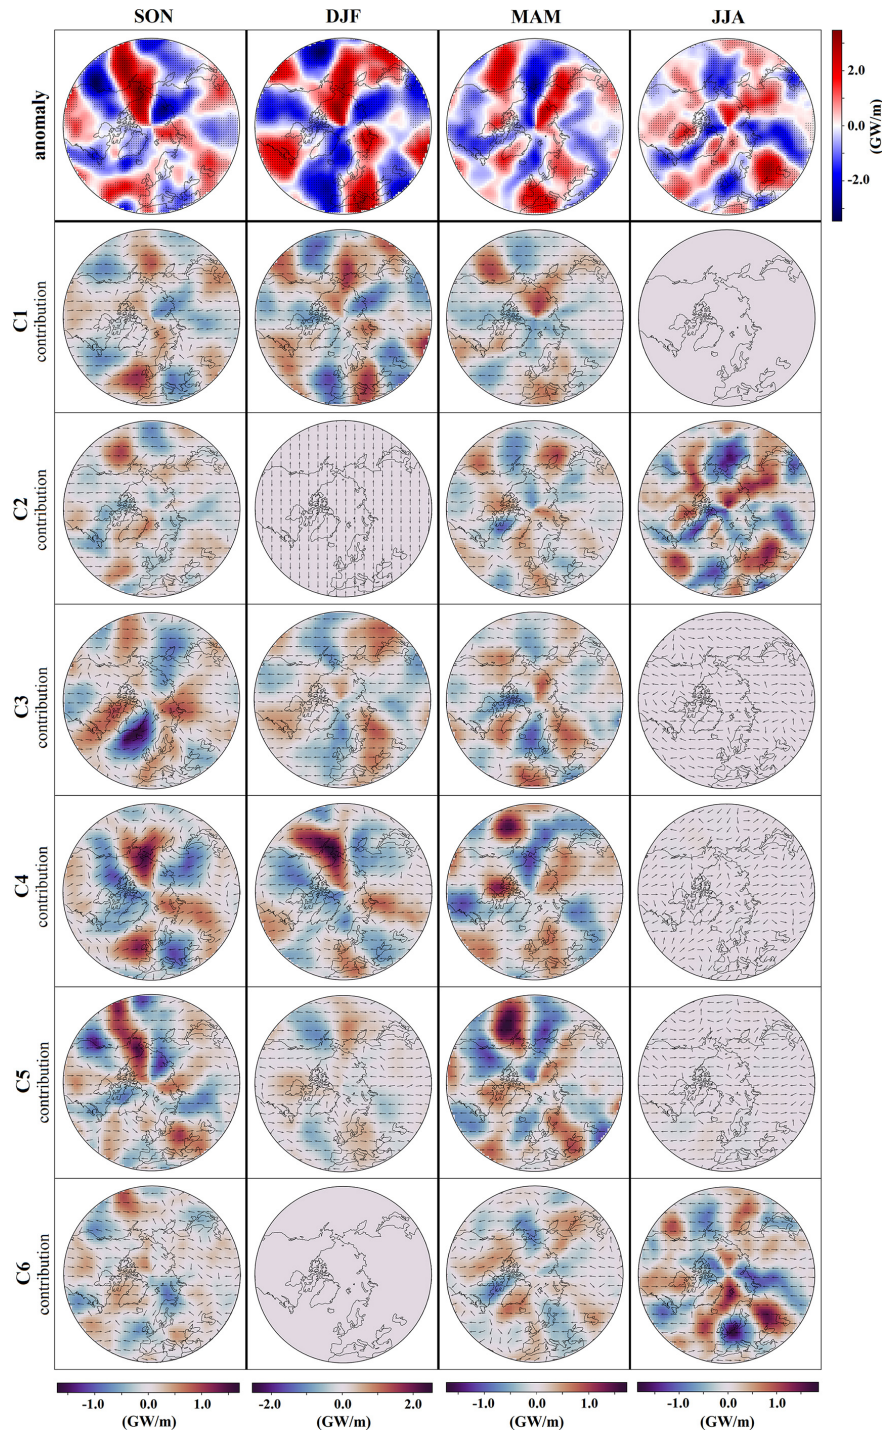 SON DJF MAM JJA
anomaly
2.0
0.0
-2.0
(GW/m)
C1
contribution
C2
contribution
C3
contribution
C4
contribution
C5
contribution
C6
contribution
-1.0 0.0 1.0 -2.0 0.0 2.0 -1.0 0.0 1.0 -1.0 0.0 1.0
(GW/m) (GW/m) (GW/m) (GW/m)